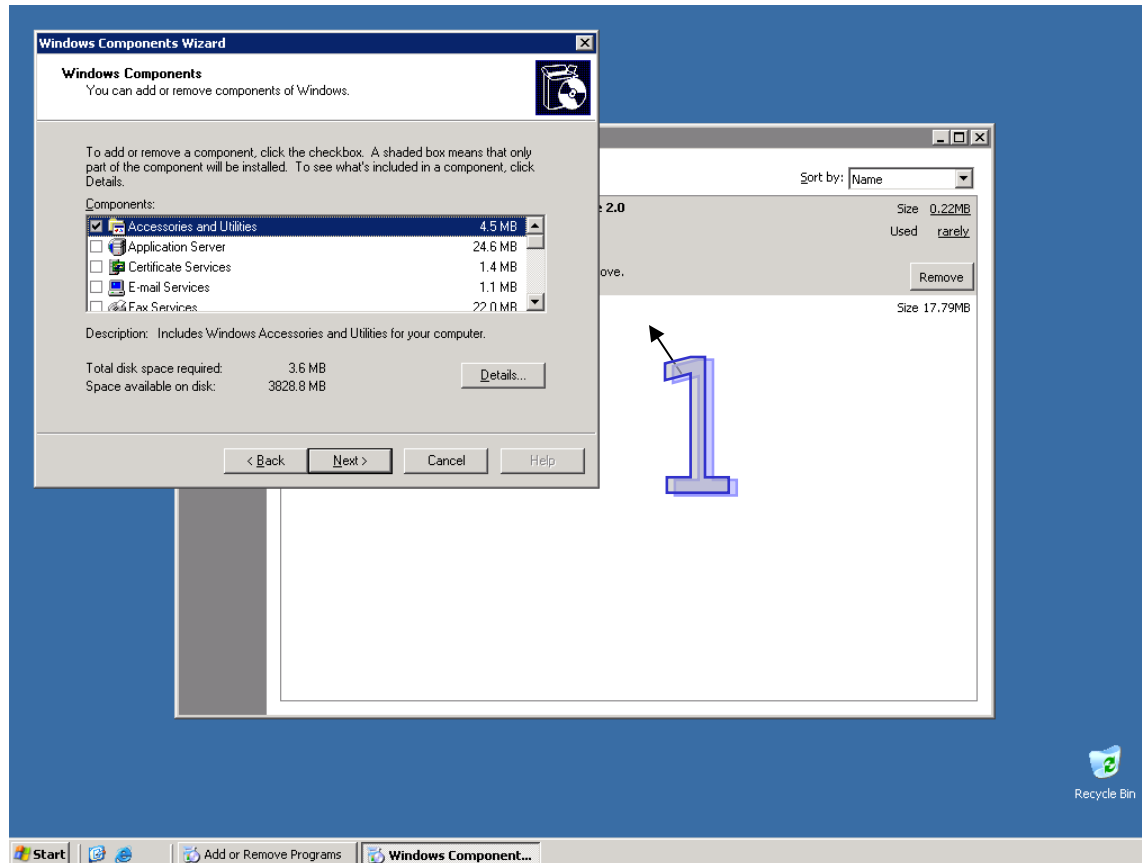 Windows Components Wizard
Windows Components
You can add or remove components of Windows.
To add or remove a component, click the checkbox. A shaded box means that only
part of the component will be installed. To see what's included in a component, click
Details.
Components:
Accessories and Utilities 4.5 MB
Application Server 24.6 MB
Certificate Services 1.4 MB
E-mail Services 1.1 MB
Fax Services 22.0 MB
Description: Includes Windows Accessories and Utilities for your computer.
Total disk space required: 3.6 MB
Space available on disk: 3828.8 MB
Details...
< Back
Next >
Cancel
Help
Sort by: Name
2.0
Size 0.22MB
Used rarely
ove.
Remove
Size 17.79MB
1
Recycle Bin
Start
Add or Remove Programs
Windows Component...